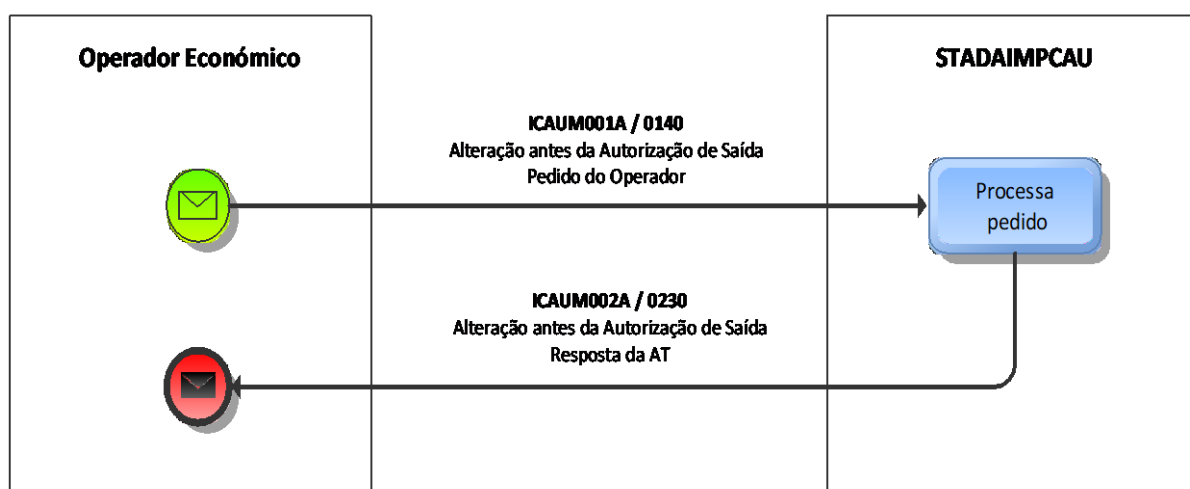 Operador Económico
STADAIMPCAU
ICAUM001A / 0140
Alteração antes da Autorização de Saída
Pedido do Operador
Processa
pedido
ICAUM002A / 0230
Alteração antes da Autorização de Saída
Resposta da AT